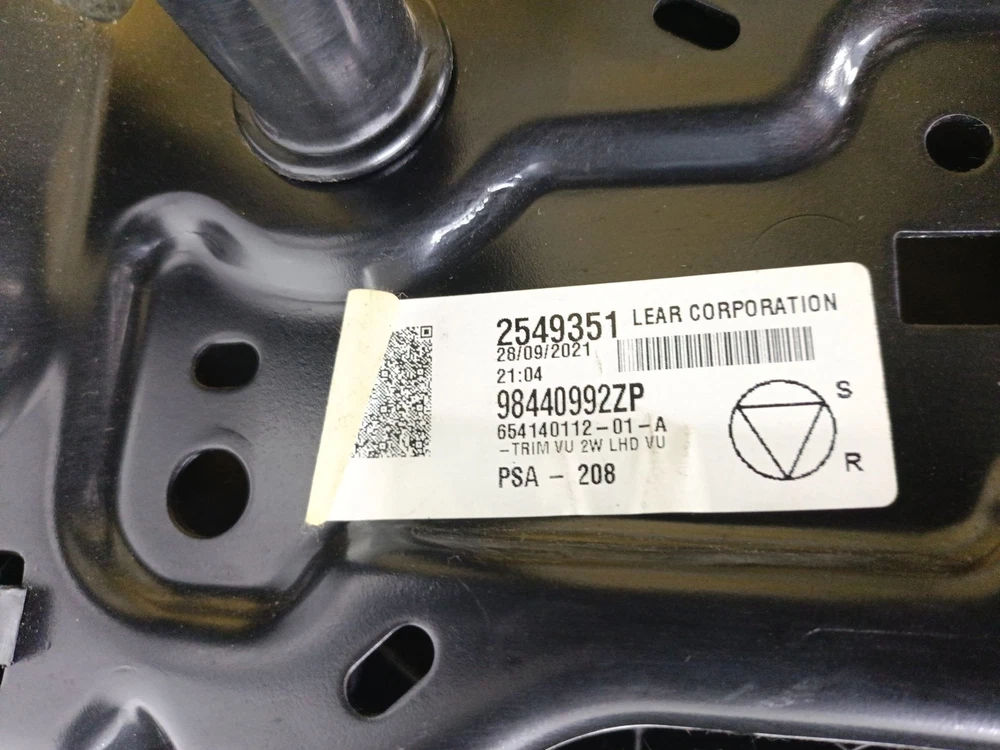 2549351 LEAR CORPORATION
28/09/2021
21:04
98440992ZP
654140112-01-A
-TRIM VU 2W LHD VU
PSA - 208
S
R